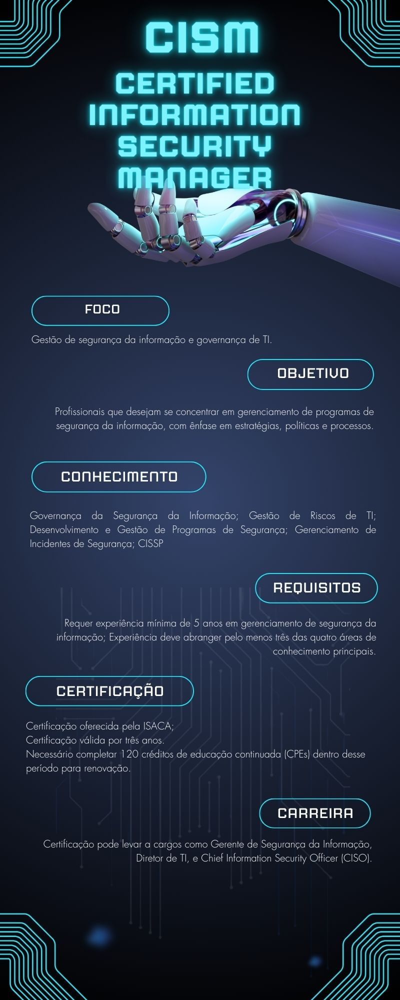 CISM
CERTIFIED
INFORMATION
SECURITY
MANAGER
FOCO
Gestão de segurança da informação e governança de TI.
OBJETIVO
Profissionais que desejam se concentrar em gerenciamento de programas de
segurança da informação, com ênfase em estratégias, políticas e processos.
CONHECIMENTO
Governança da Segurança da Informação; Gestão de Riscos de TI;
Desenvolvimento e Gestão de Programas de Segurança; Gerenciamento de
Incidentes de Segurança; CISSP
REQUISITOS
Requer experiência mínima de 5 anos em gerenciamento de segurança da
informação; Experiência deve abranger pelo menos três das quatro áreas de
conhecimento principais.
CERTIFICAÇÃO
Certificação oferecida pela ISACA;
Certificação válida por três anos.
Necessário completar 120 créditos de educação continuada (CPEs) dentro desse
período para renovação.
CARREIRA
Certificação pode levar a cargos como Gerente de Segurança da Informação,
Diretor de TI, e Chief Information Security Officer (CISO).